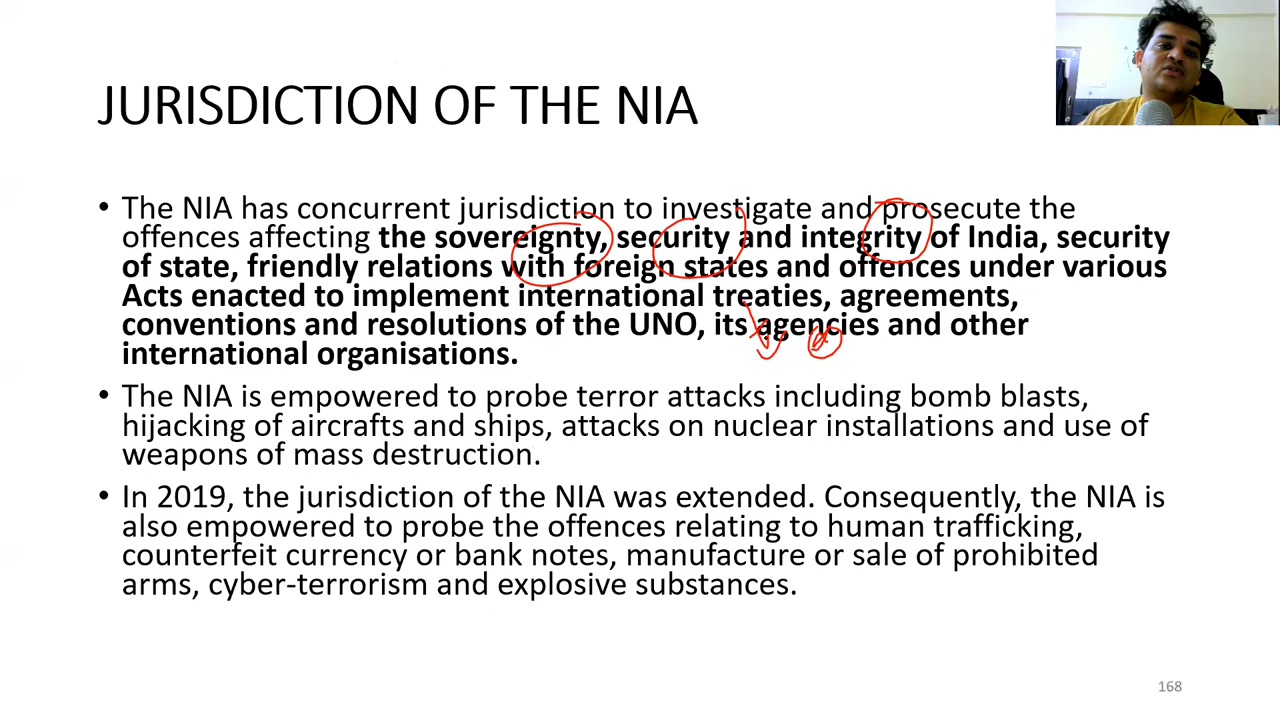 JURISDICTION OF THE NIA
• The NIA has concurrent jurisdiction to investigate and prosecute the
offences affecting the sovereignty, security and integrity of India, security
of state, friendly relations with foreign states and offences under various
Acts enacted to implement international treaties, agreements,
conventions and resolutions of the UNO, its agencies and other
international organisations.
• The NIA is empowered to probe terror attacks including bomb blasts,
hijacking of aircrafts and ships, attacks on nuclear installations and use of
weapons of mass destruction.
• In 2019, the jurisdiction of the NIA was extended. Consequently, the NIA is
also empowered to probe the offences relating to human trafficking,
counterfeit currency or bank notes, manufacture or sale of prohibited
arms, cyber-terrorism and explosive substances.
168